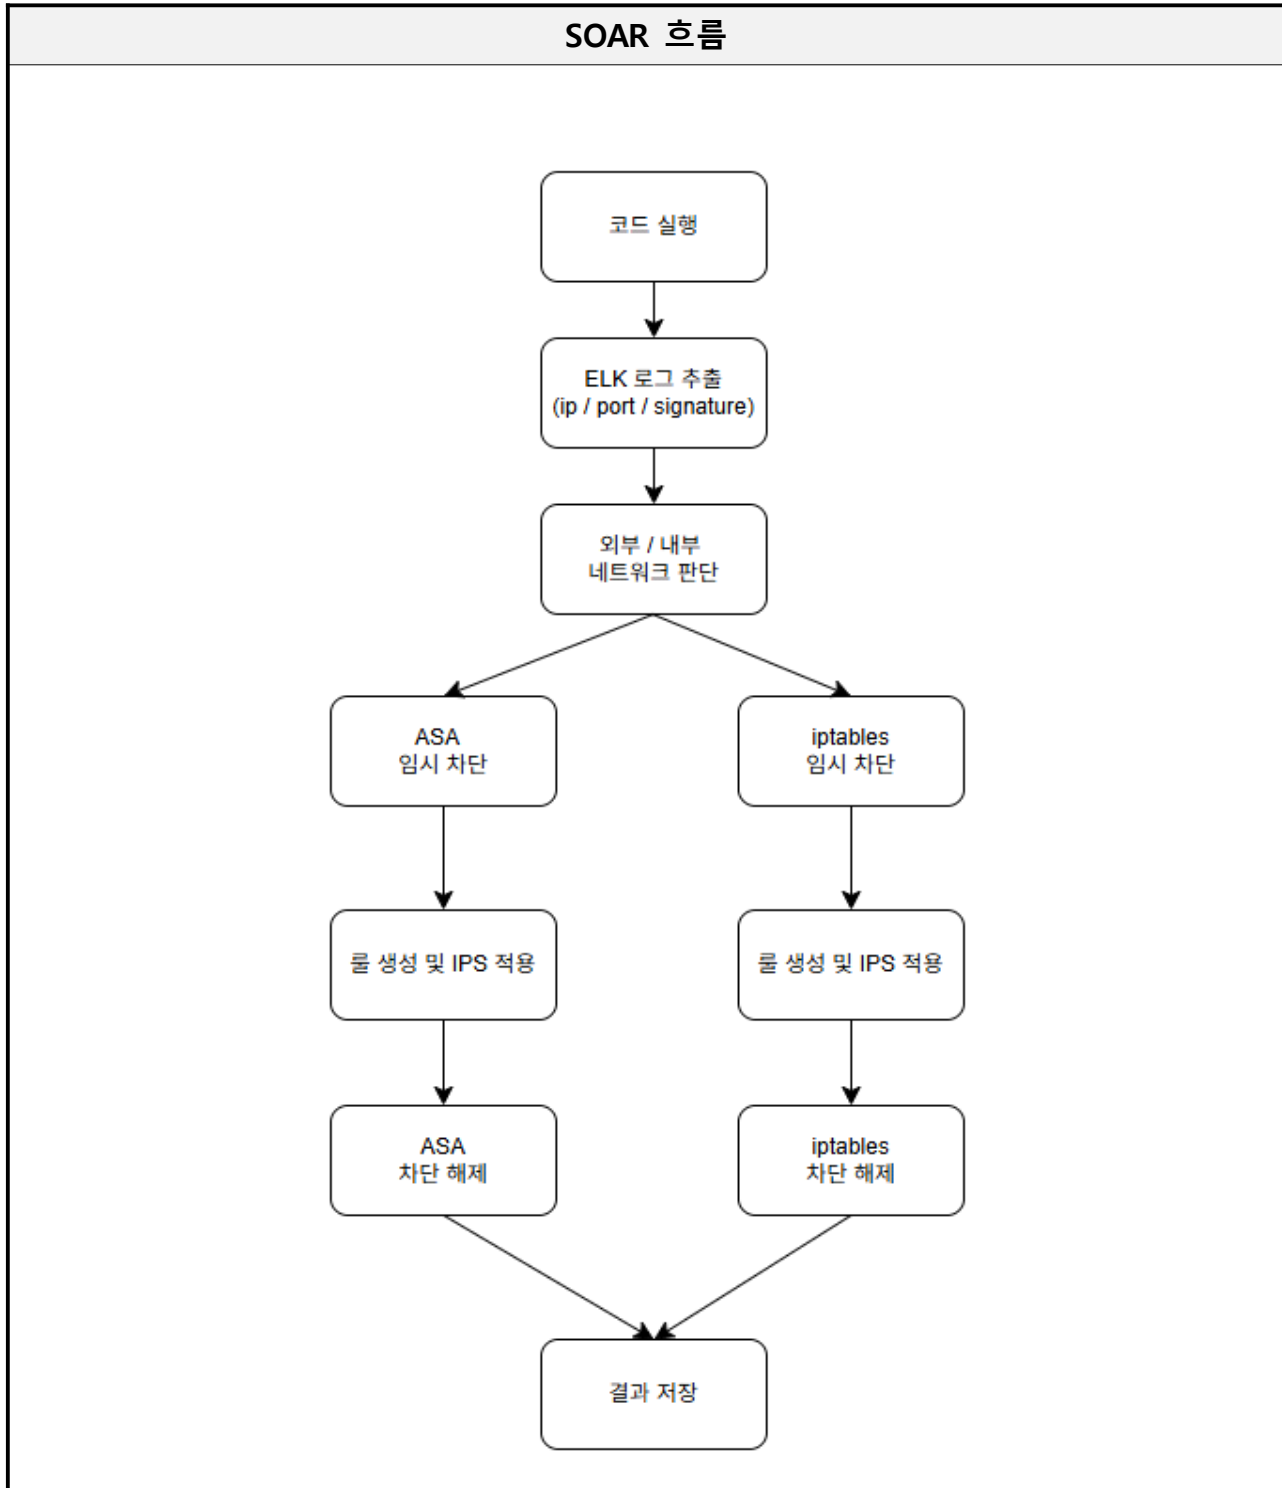 SOAR 흐름
코드 실행
ELK 로그 추출
(ip / port / signature)
외부 / 내부
네트워크 판단
ASA
임시 차단
iptables
임시 차단
룰 생성 및 IPS 적용
룰 생성 및 IPS 적용
ASA
차단 해제
iptables
차단 해제
결과 저장